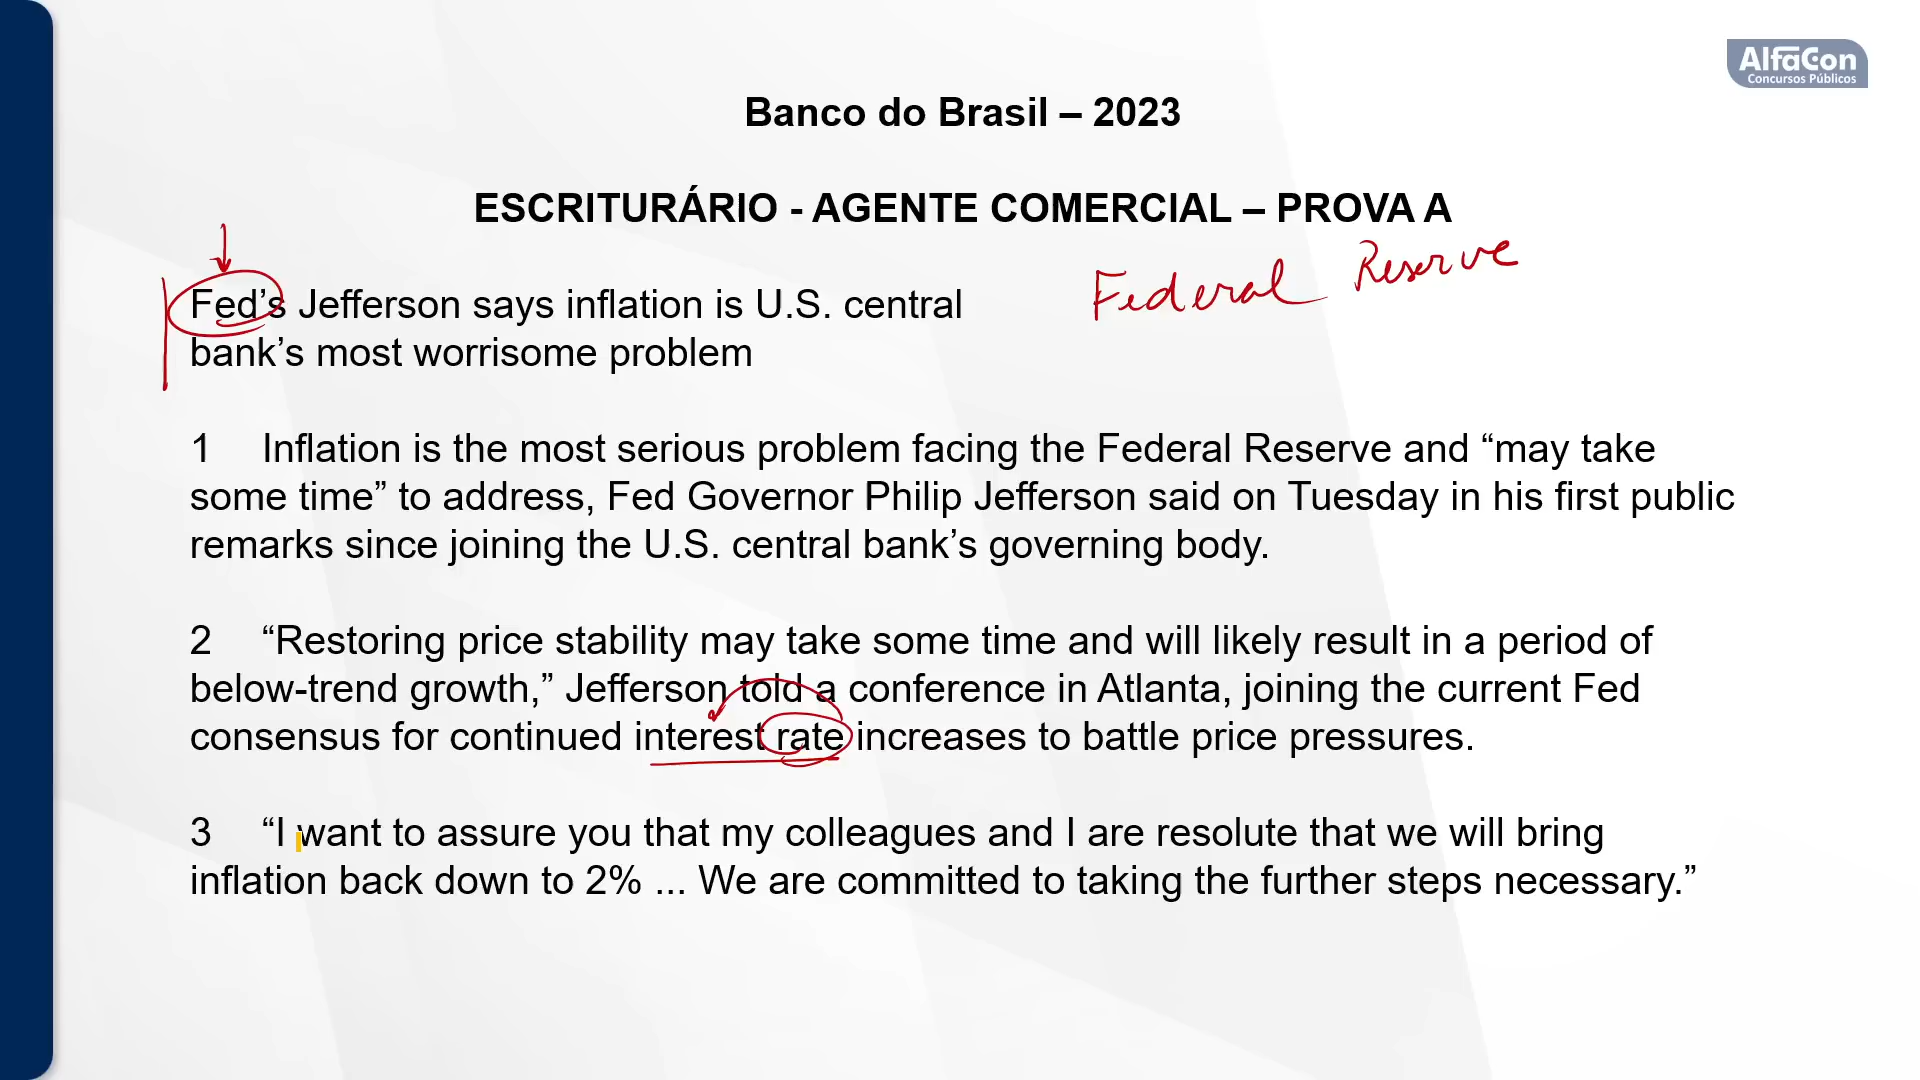 AlfaCon
Concursos Públicos
Banco do Brasil – 2023
ESCRITURÁRIO - AGENTE COMERCIAL – PROVA A
Federal Reserve
Fed’s Jefferson says inflation is U.S. central
bank’s most worrisome problem
1 Inflation is the most serious problem facing the Federal Reserve and “may take
some time” to address, Fed Governor Philip Jefferson said on Tuesday in his first public
remarks since joining the U.S. central bank’s governing body.
2 “Restoring price stability may take some time and will likely result in a period of
below-trend growth,” Jefferson told a conference in Atlanta, joining the current Fed
consensus for continued interest rate increases to battle price pressures.
3 “I want to assure you that my colleagues and I are resolute that we will bring
inflation back down to 2% ... We are committed to taking the further steps necessary.”